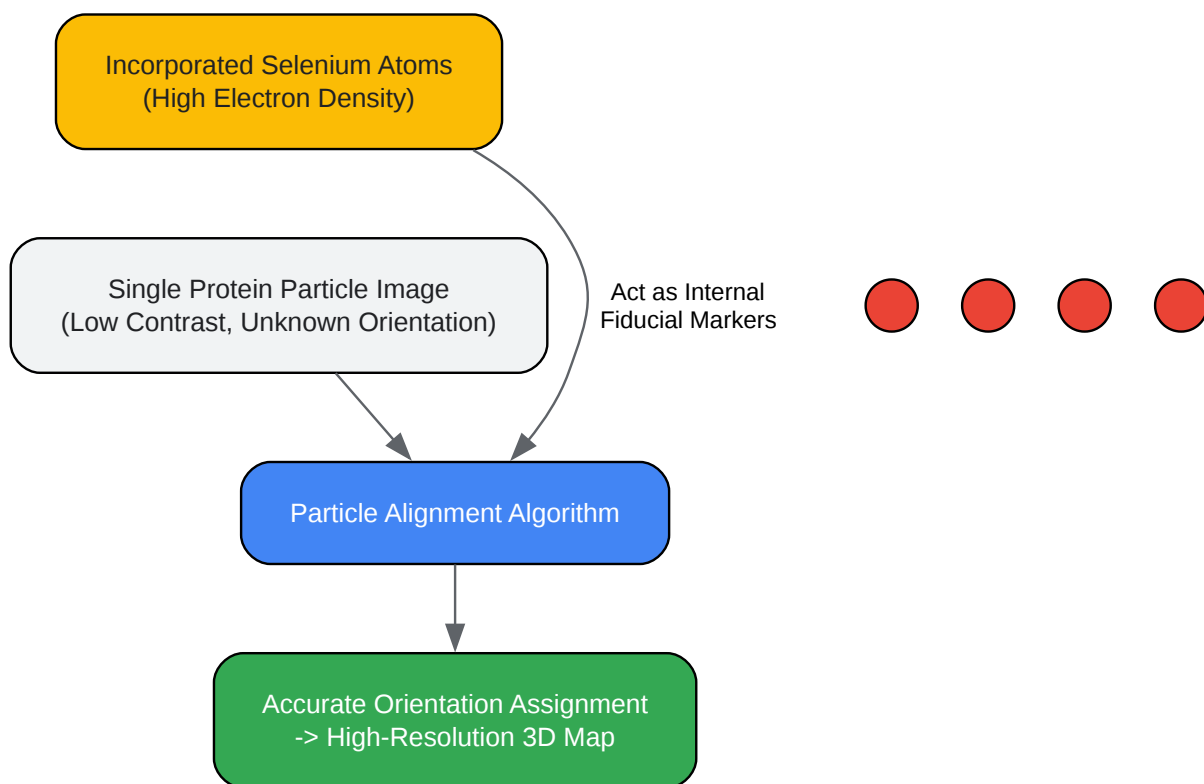 Incorporated Selenium Atoms
(High Electron Density)
Single Protein Particle Image
(Low Contrast, Unknown Orientation)
Act as Internal
Fiducial Markers
Particle Alignment Algorithm
Accurate Orientation Assignment
-> High-Resolution 3D Map